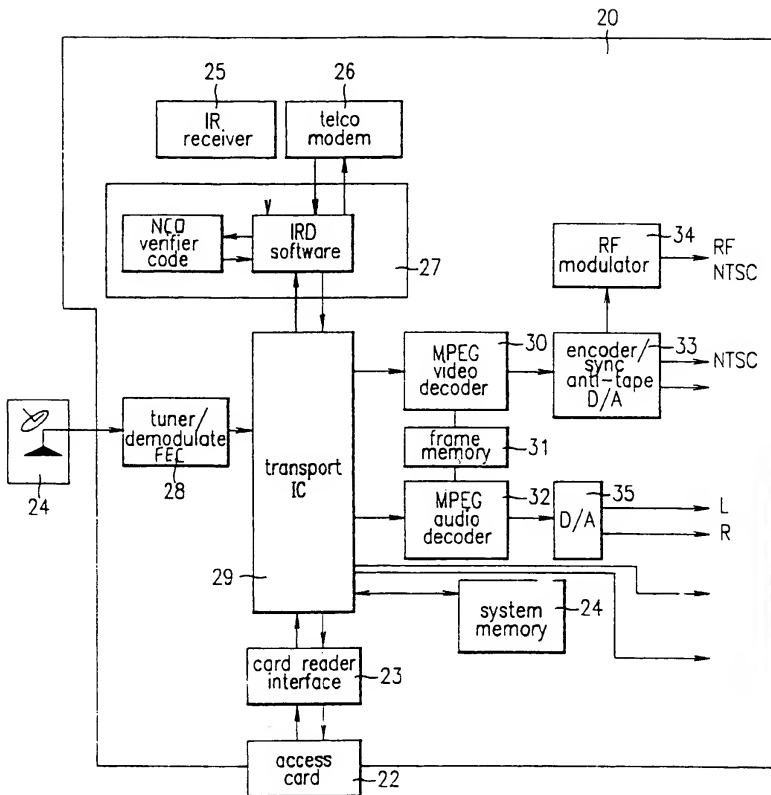 20
25
26
IR
receiver
telco
modem
NCO
verifier
code
IRD
software
27
RF
modulator
34
RF
NTSC
30
MPEG
video
decoder
encoder/
sync
anti-tape
D/A
33
NTSC
tuner/
demodulate
FEC
28
24
transport
IC
29
frame
memory
31
MPEG
audio
decoder
32
D/A
35
L
R
system
memory
24
card reader
interface
23
access
card
22